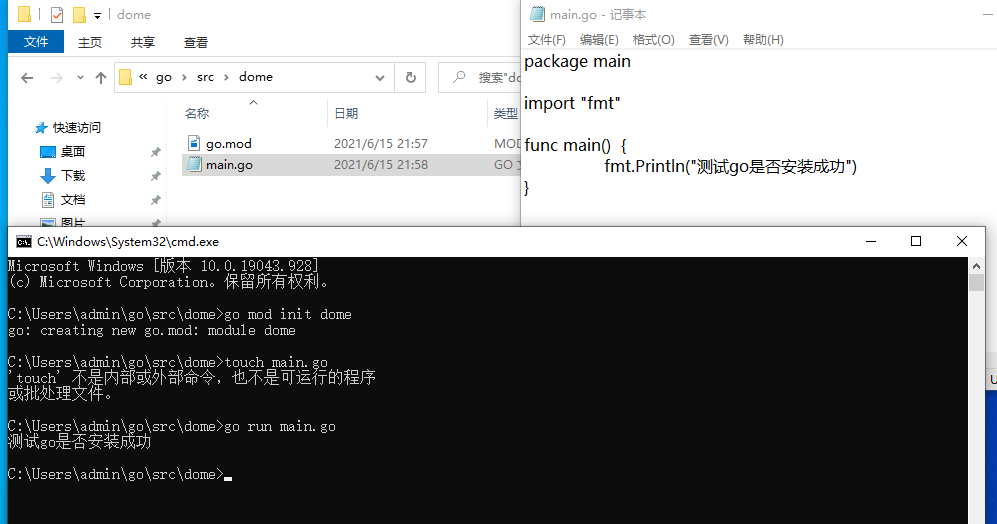 dome
文件 主页 共享 查看
« go › src › dome
搜索"do
名称 日期 类型
快速访问
桌面
下载
文档
图片
go.mod 2021/6/15 21:57 MOD
main.go 2021/6/15 21:58 GO
main.go - 记事本
文件(F) 编辑(E) 格式(O) 查看(V) 帮助(H)
package main
import "fmt"
func main() {
fmt.Println("测试go是否安装成功")
}
C:\Windows\System32\cmd.exe
Microsoft Windows [版本 10.0.19043.928]
(c) Microsoft Corporation。保留所有权利。
C:\Users\admin\go\src\dome>go mod init dome
go: creating new go.mod: module dome
C:\Users\admin\go\src\dome>touch main.go
'touch' 不是内部或外部命令，也不是可运行的程序
或批处理文件。
C:\Users\admin\go\src\dome>go run main.go
测试go是否安装成功
C:\Users\admin\go\src\dome>
U